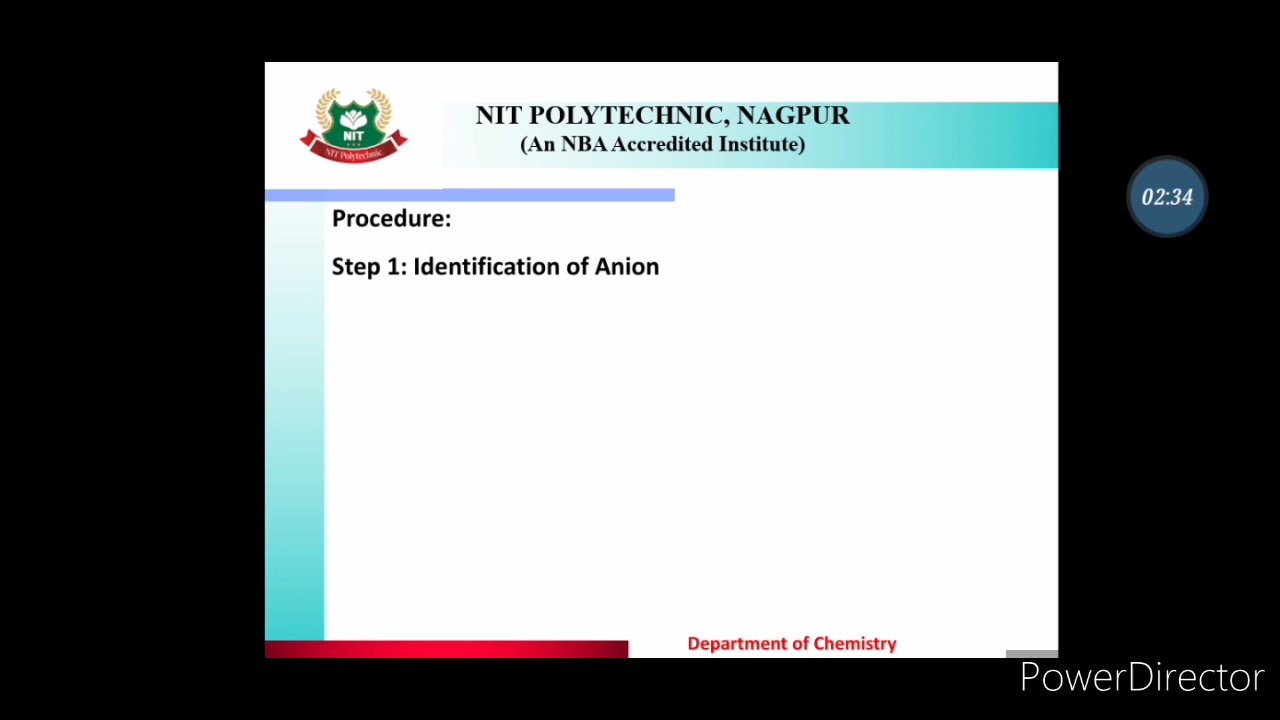 NIT POLYTECHNIC, NAGPUR
(An NBA Accredited Institute)
NIT
NIT Polytechnic
02:34
Procedure:
Step 1: Identification of Anion
Department of Chemistry
PowerDirector